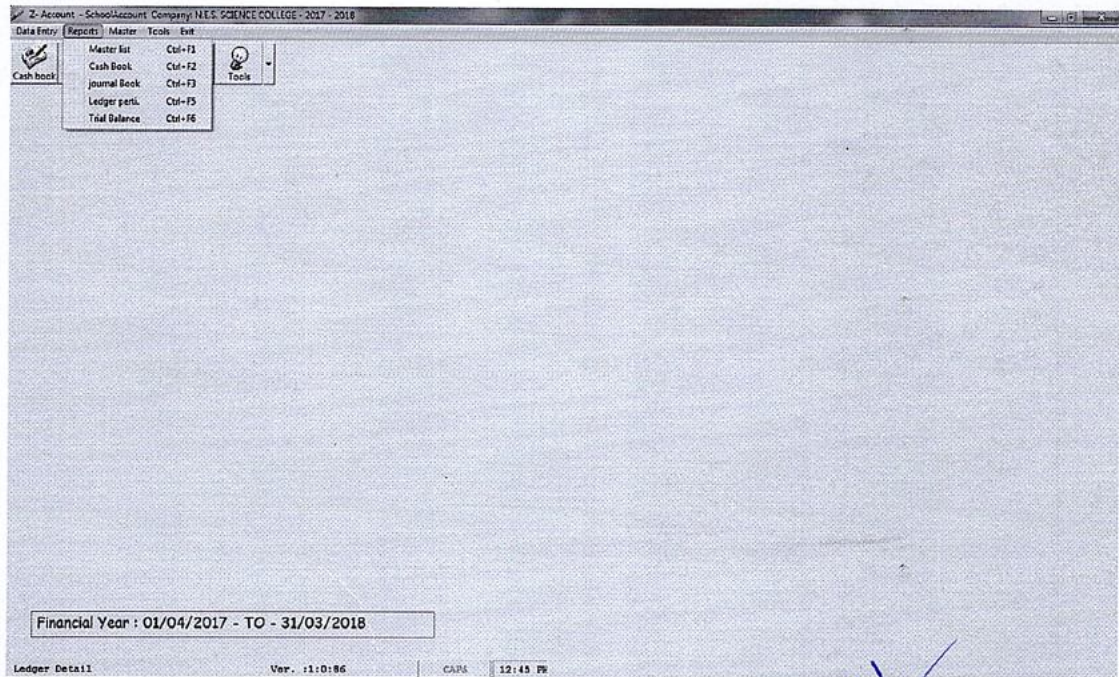 Z- Account - SchoolAccount Company: N.E.S. SCIENCE COLLEGE - 2017 - 2018
Data Entry Reports Master Tools Exit
Master list Ctrl+F1
Cash Book Ctrl+F2
journal Book Ctrl+F3
Ledger perti. Ctrl+F5
Trial Balance Ctrl+F6
Cash book
Tools
Financial Year : 01/04/2017 - TO - 31/03/2018
Ledger Detail Ver. :1:0:86 CAPS 12:45 PM